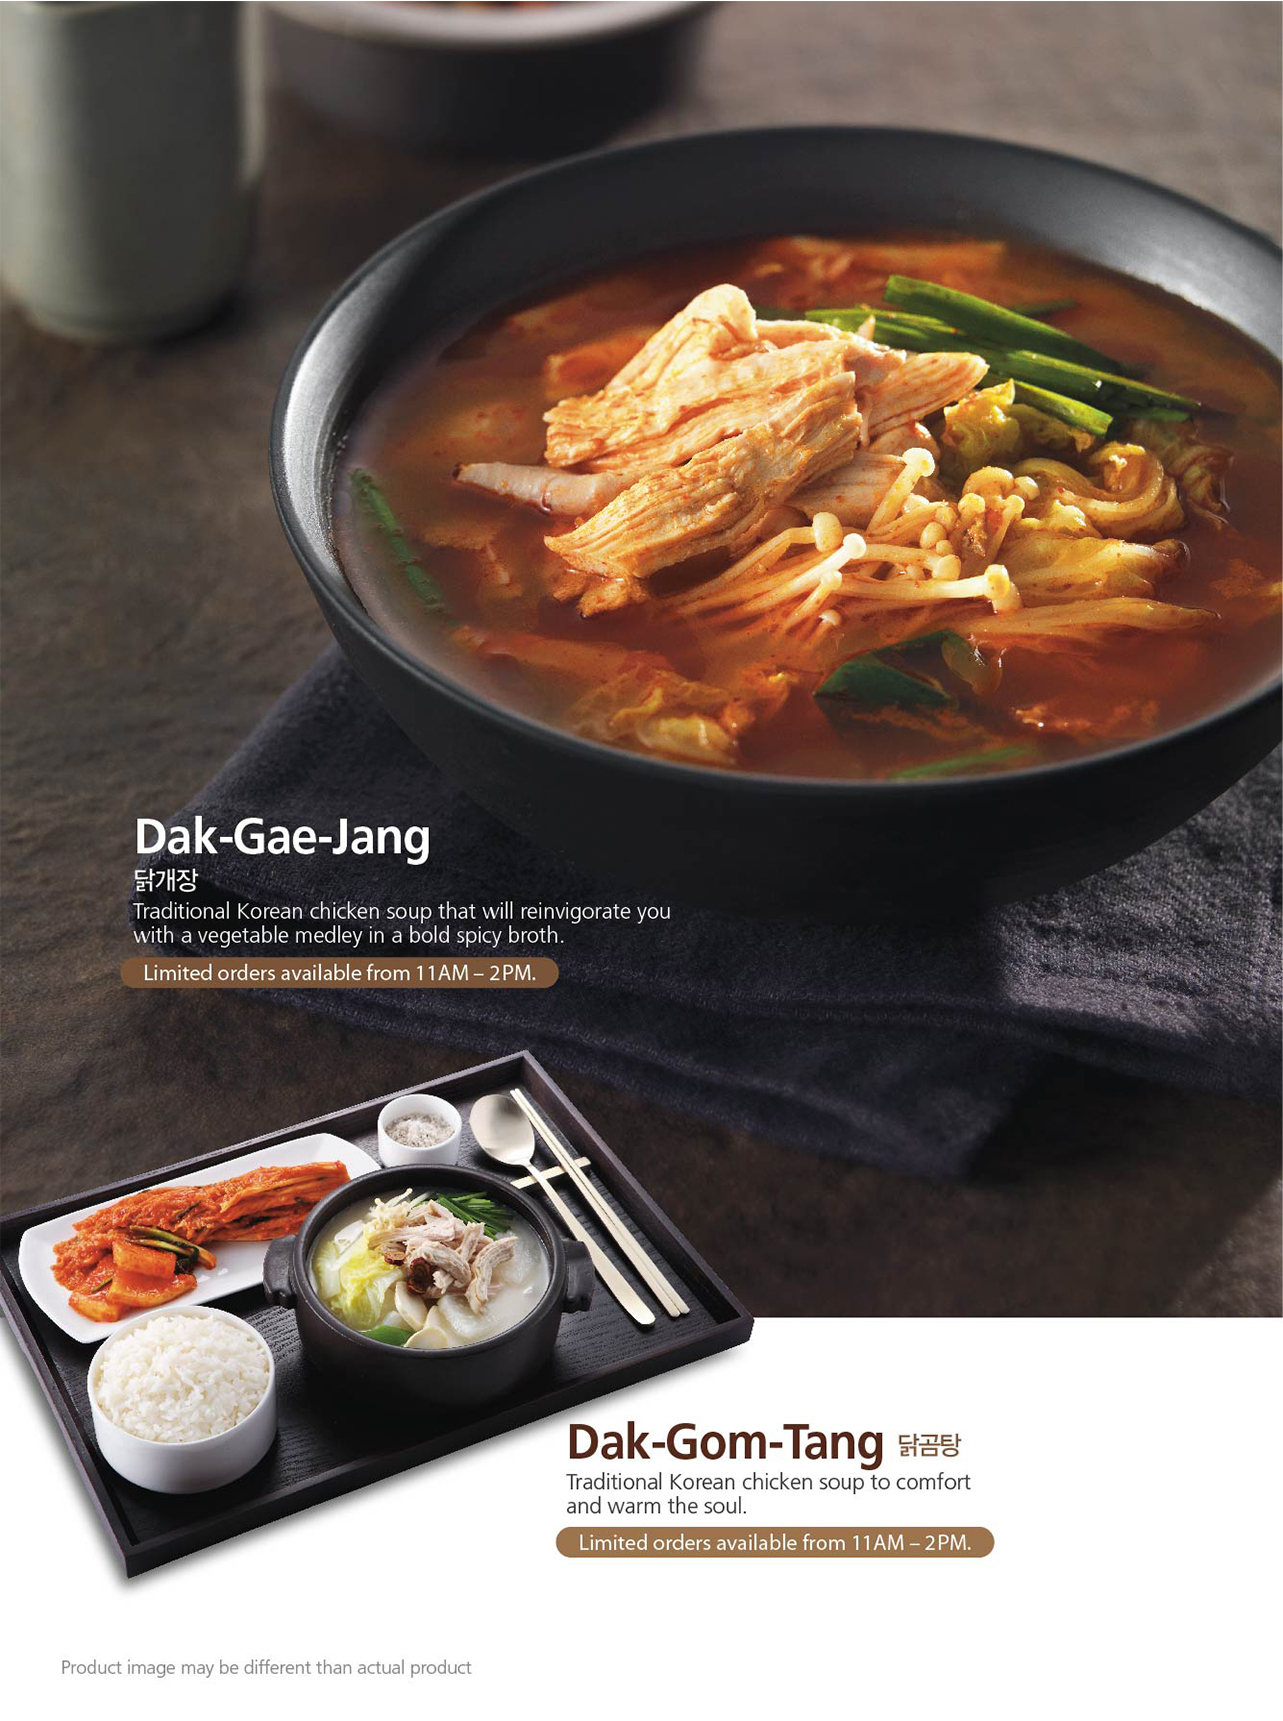 Dak-Gae-Jang
닭개장
Traditional Korean chicken soup that will reinvigorate you
with a vegetable medley in a bold spicy broth.
Limited orders available from 11AM – 2PM.
Dak-Gom-Tang 닭곰탕
Traditional Korean chicken soup to comfort
and warm the soul.
Limited orders available from 11AM – 2PM.
Product image may be different than actual product